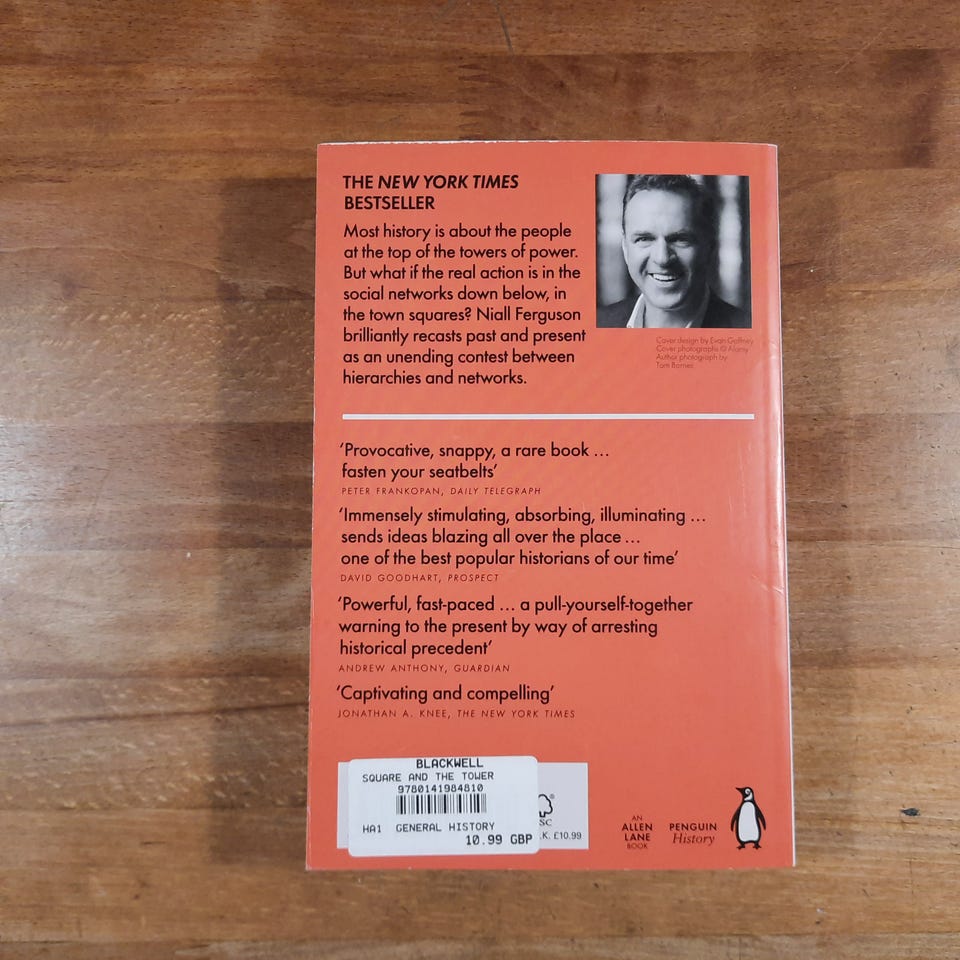 THE NEW YORK TIMES
BESTSELLER
Most history is about the people
at the top of the towers of power.
But what if the real action is in the
social networks down below, in
the town squares? Niall Ferguson
brilliantly recasts past and present
as an unending contest between
hierarchies and networks.
Cover design by Evan Gaffney
Cover photographs © Alamy
Author photograph by
Tom Barnes
‘Provocative, snappy, a rare book …
fasten your seatbelts’
PETER FRANKOPAN, DAILY TELEGRAPH
‘Immensely stimulating, absorbing, illuminating …
sends ideas blazing all over the place …
one of the best popular historians of our time’
DAVID GOODHART, PROSPECT
‘Powerful, fast-paced … a pull-yourself-together
warning to the present by way of arresting
historical precedent’
ANDREW ANTHONY, GUARDIAN
‘Captivating and compelling’
JONATHAN A. KNEE, THE NEW YORK TIMES
BLACKWELL
SQUARE AND THE TOWER
9780141984810
HA1 GENERAL HISTORY
10.99 GBP
SC
.K. £10.99
AN
ALLEN
LANE
BOOK
PENGUIN
History